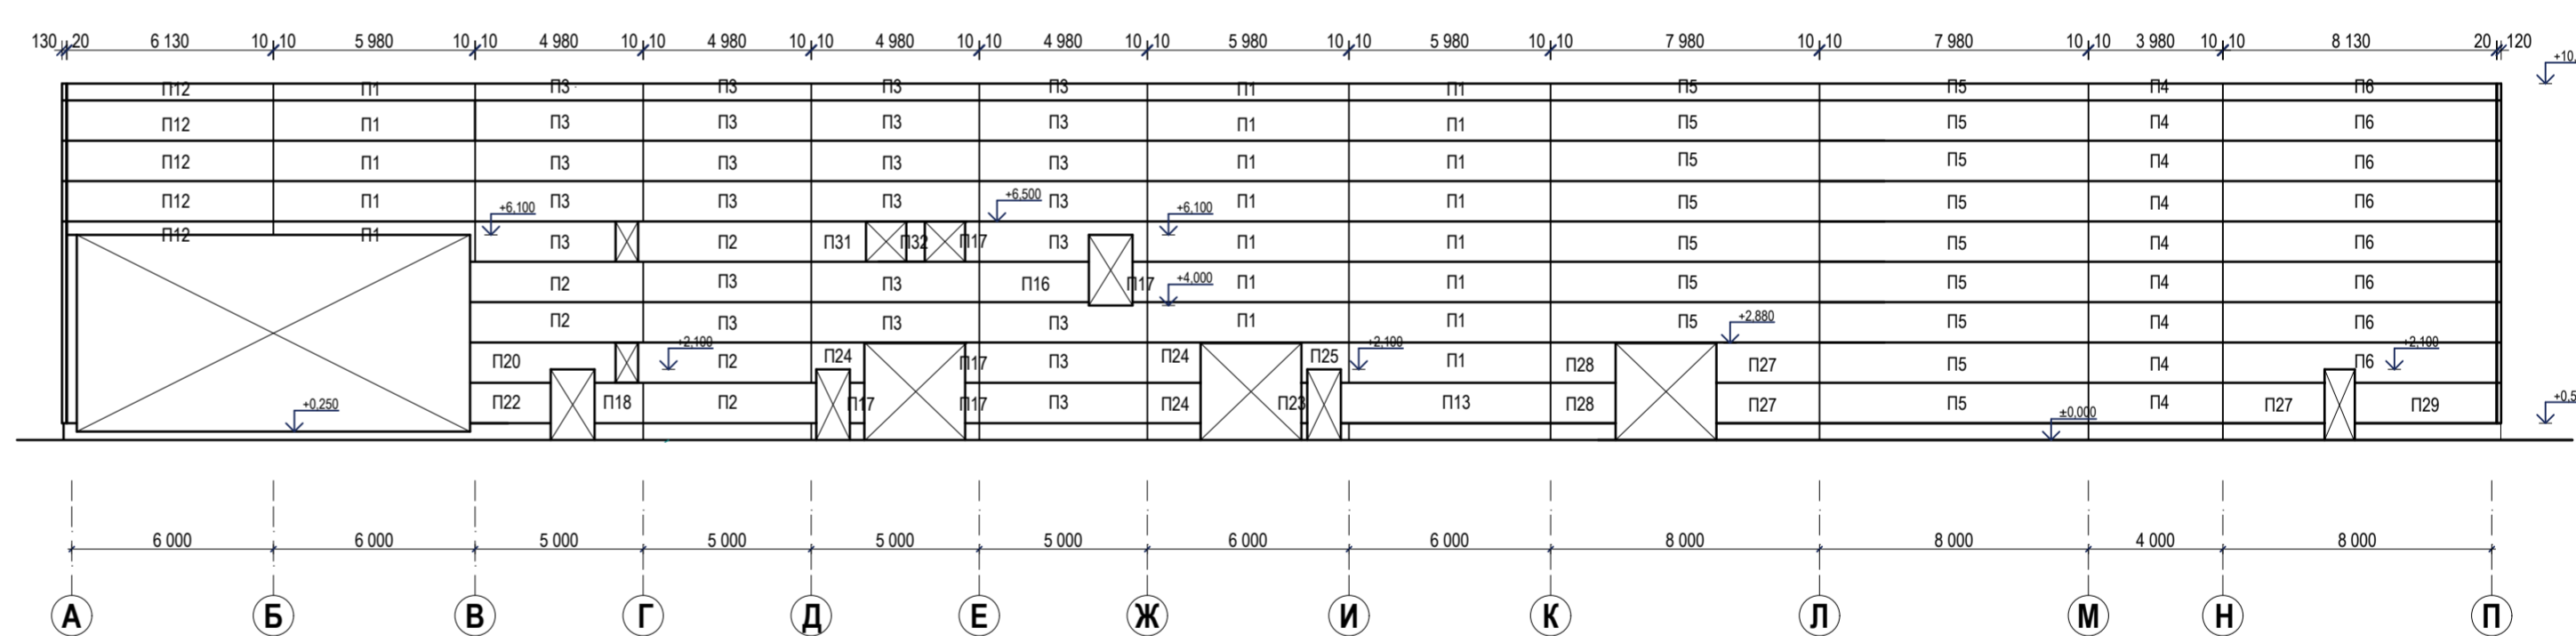 130 20 6 130 10 10 5 980 10 10 4 980 10 10 4 980 10 10 4 980 10 10 4 980 10 10 5 980 10 10 5 980 10 10 7 980 10 10 7 980 10 10 3 980 10 10 8 130 20 120
+10,
П12 П1 П3 П3 П3 П3 П1 П1 П5 П5 П4 П6
П12 П1 П3 П3 П3 П3 П1 П1 П5 П5 П4 П6
П12 П1 П3 П3 П3 П3 П1 П1 П5 П5 П4 П6
П12 П1 П3 П3 П3 П3 П1 П1 П5 П5 П4 П6
+6,100 +6,500 +6,100
П12 П1 П3 П2 П31 П32 П17 П3 П1 П1 П5 П5 П4 П6
П2 П3 П3 П16 П17 +4,000 П1 П1 П5 П5 П4 П6
П2 П3 П3 П3 П1 П1 П5 +2,880 П5 П4 П6
+2,100 +2,100 +2,100
П20 П2 П24 П17 П3 П24 П25 П1 П28 П27 П5 П4 П6
+0,250 ±0,000 +0,5
П22 П18 П2 П17 П17 П3 П24 П23 П13 П28 П27 П5 П4 П27 П29
6 000 6 000 5 000 5 000 5 000 5 000 6 000 6 000 8 000 8 000 4 000 8 000
А Б В Г Д Е Ж И К Л М Н П